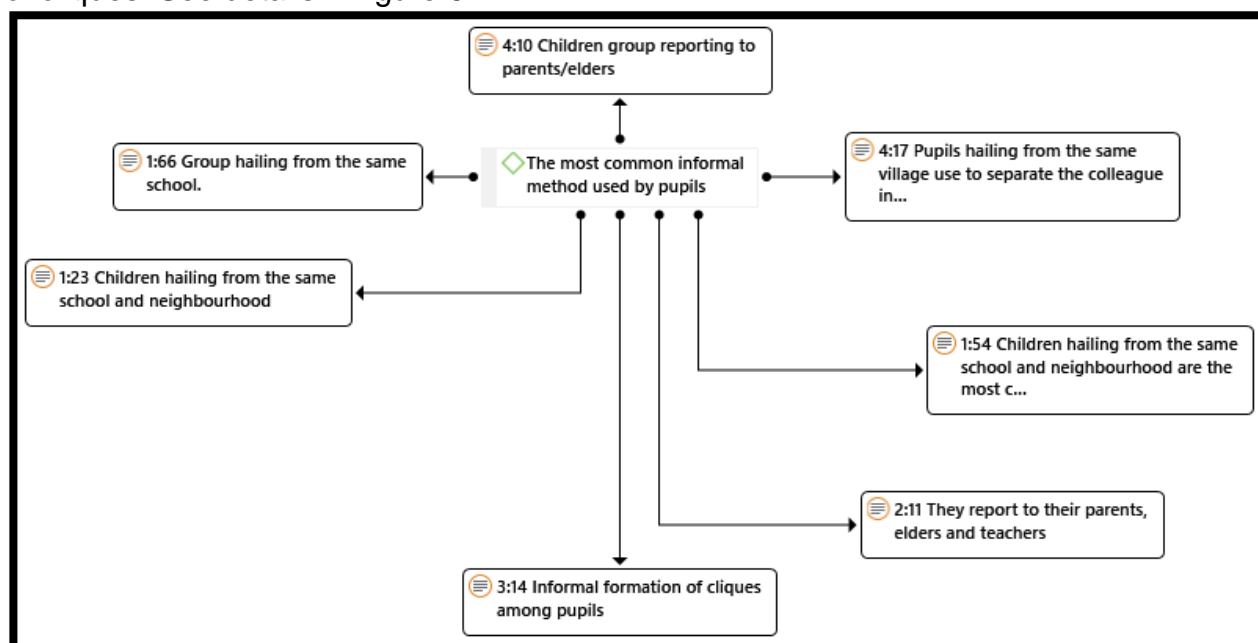 4:10 Children group reporting to
parents/elders
1:66 Group hailing from the same
school.
The most common informal
method used by pupils
4:17 Pupils hailing from the same
village use to separate the colleague
in...
1:23 Children hailing from the same
school and neighbourhood
1:54 Children hailing from the same
school and neighbourhood are the
most c...
2:11 They report to their parents,
elders and teachers
3:14 Informal formation of cliques
among pupils